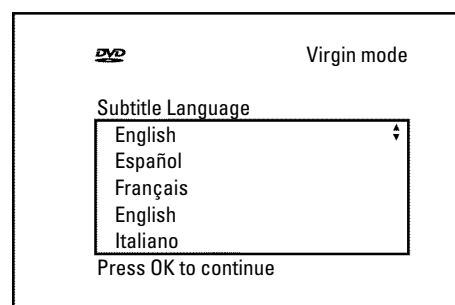 DVD
Virgin mode
Subtitle Language
English
Español
Français
English
Italiano
Press OK to continue